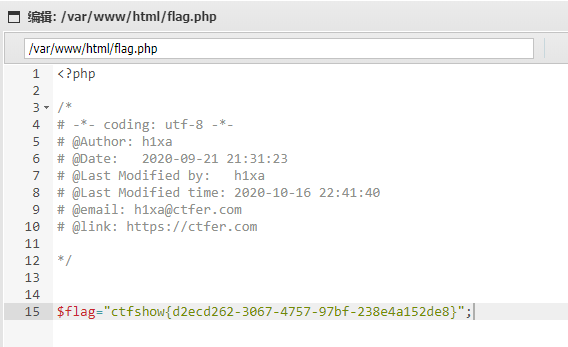 编辑: /var/www/html/flag.php
/var/www/html/flag.php
1 <?php
2
3 /*
4 # -*- coding: utf-8 -*-
5 # @Author: h1xa
6 # @Date:   2020-09-21 21:31:23
7 # @Last Modified by:   h1xa
8 # @Last Modified time: 2020-10-16 22:41:40
9 # @email: h1xa@ctfer.com
10 # @link: https://ctfer.com
11
12 */
13
14
15 $flag="ctfshow{d2ecd262-3067-4757-97bf-238e4a152de8}";